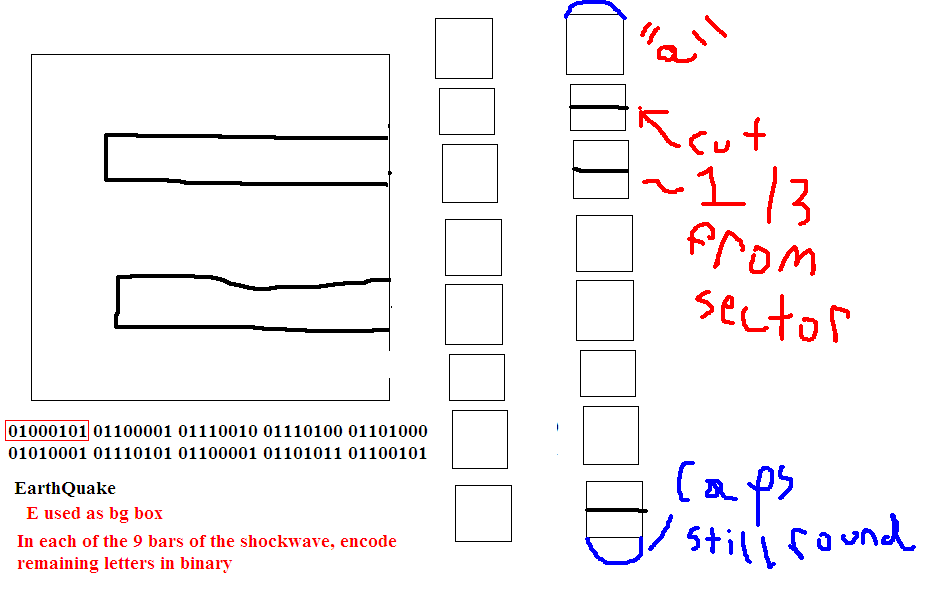 "a"
cut
~ 1/3
from
sector
01000101 01100001 01110010 01110100 01101000
01010001 01110101 01100001 01101011 01100101
EarthQuake
E used as bg box
In each of the 9 bars of the shockwave, encode
remaining letters in binary
Caps
still round